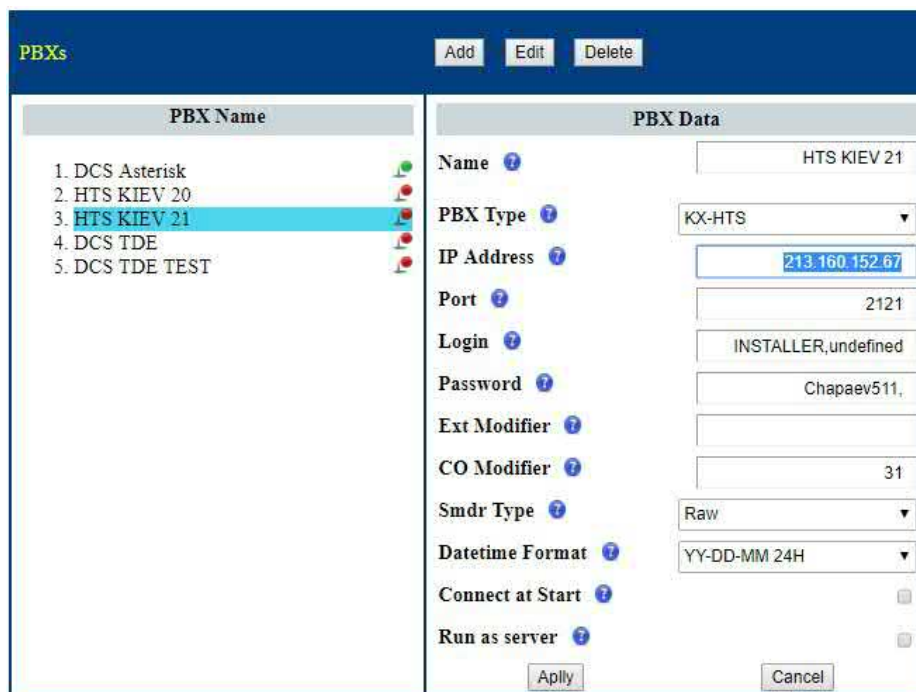 PBXs
Add Edit Delete
PBX Name
1. DCS Asterisk
2. HTS KIEV 20
3. HTS KIEV 21
4. DCS TDE
5. DCS TDE TEST
PBX Data
Name HTS KIEV 21
PBX Type KX-HTS
IP Address 213.160.152.67
Port 2121
Login INSTALLER,undefined
Password Chapaev511,
Ext Modifier
CO Modifier 31
Smdr Type Raw
Datetime Format YY-DD-MM 24H
Connect at Start
Run as server
Aplly Cancel